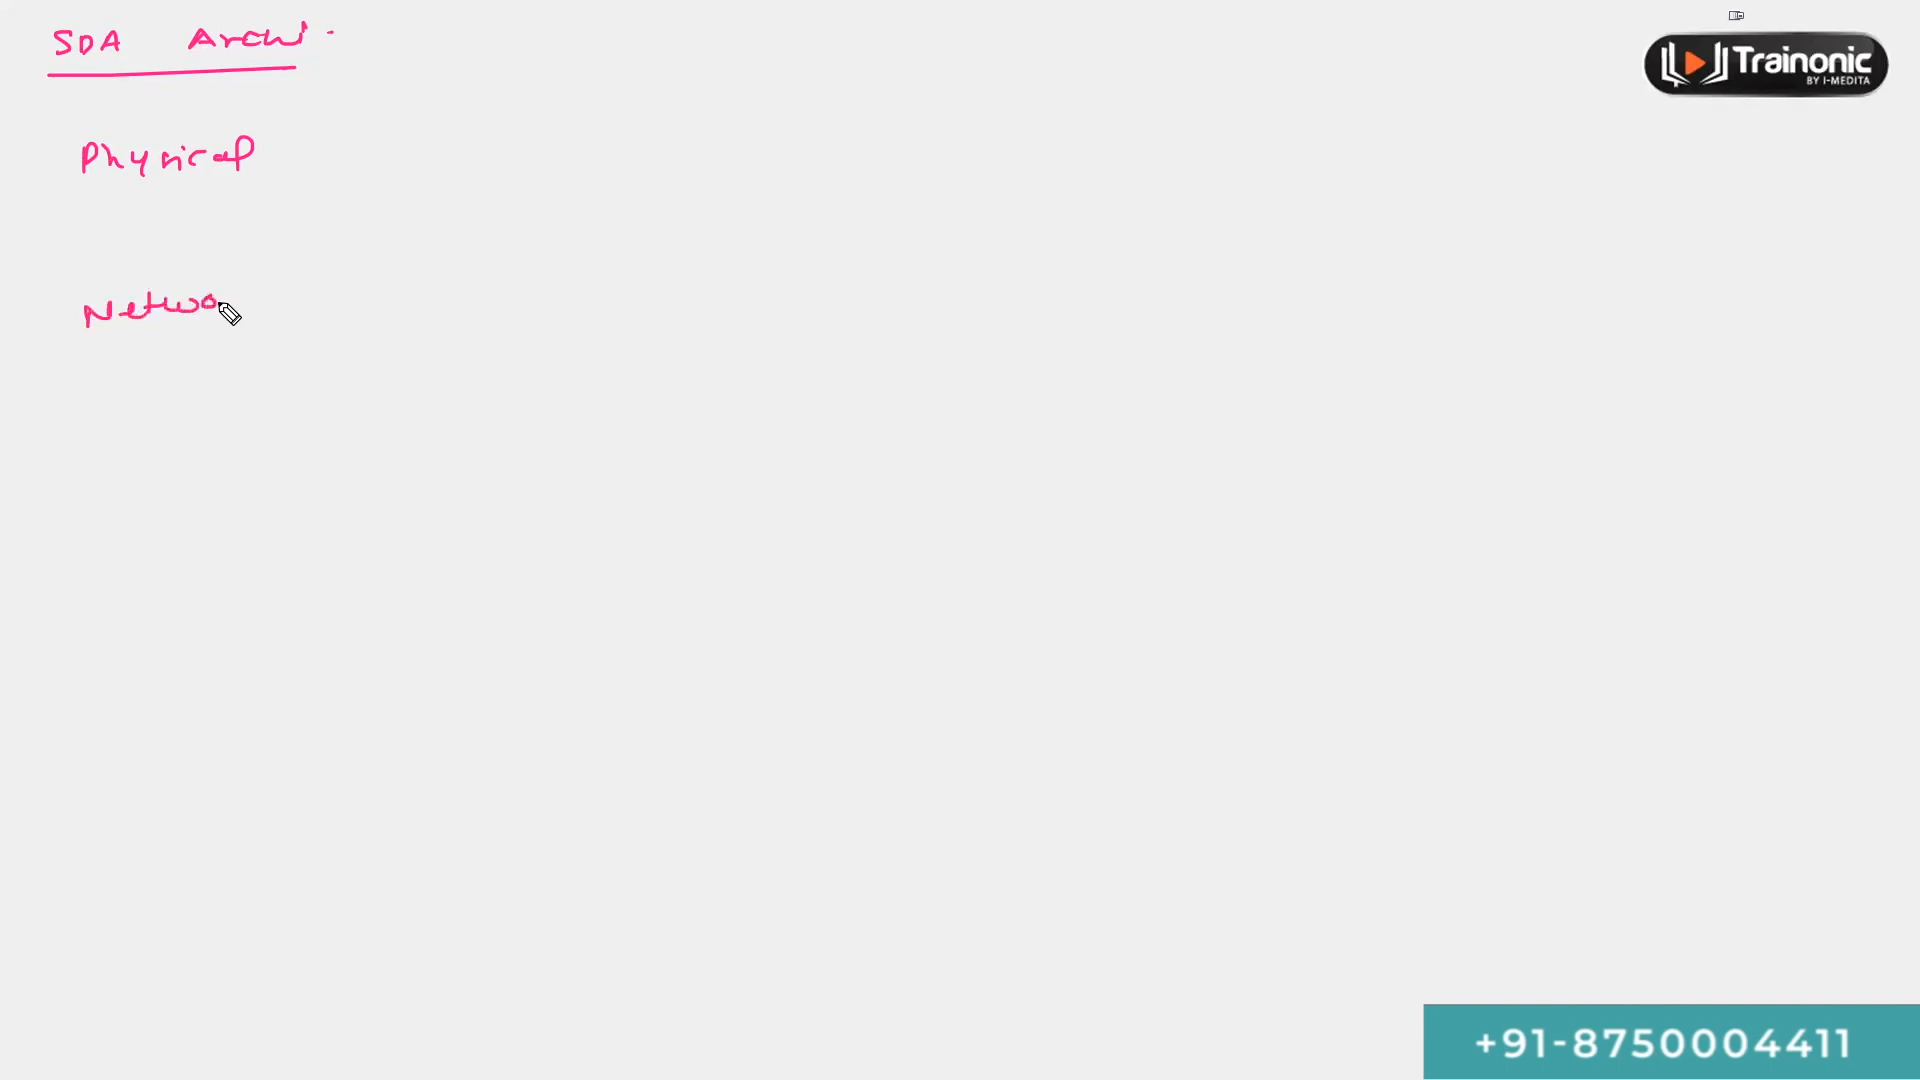 SDA Archi.
Trainonic
BY I-MEDITA
Physical
Netwo
+91-8750004411